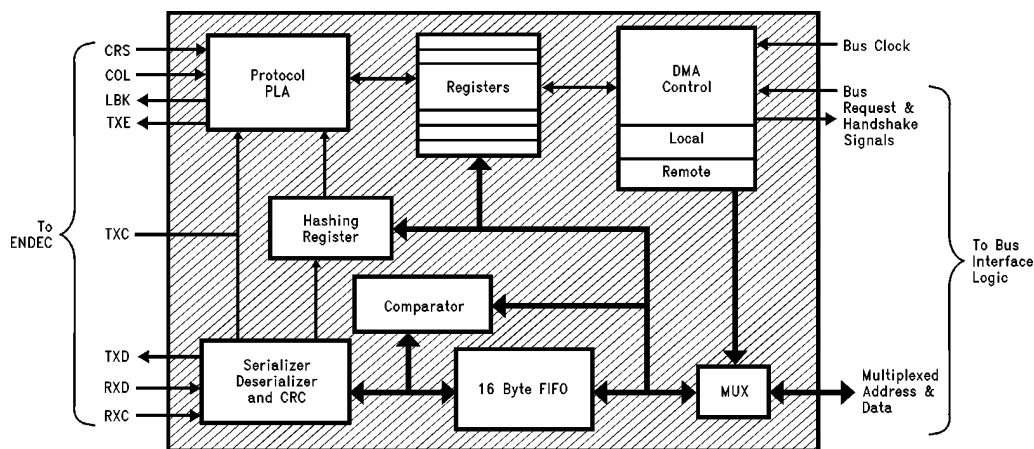 CRS
COL
LBK
TXE
To
ENDEC
TXC
TXD
RXD
RXC
Protocol
PLA
Registers
DMA
Control
Local
Remote
Hashing
Register
Comparator
Serializer
Deserializer
and CRC
16 Byte FIFO
MUX
Bus Clock
Bus
Request &
Handshake
Signals
To Bus
Interface
Logic
Multiplexed
Address &
Data